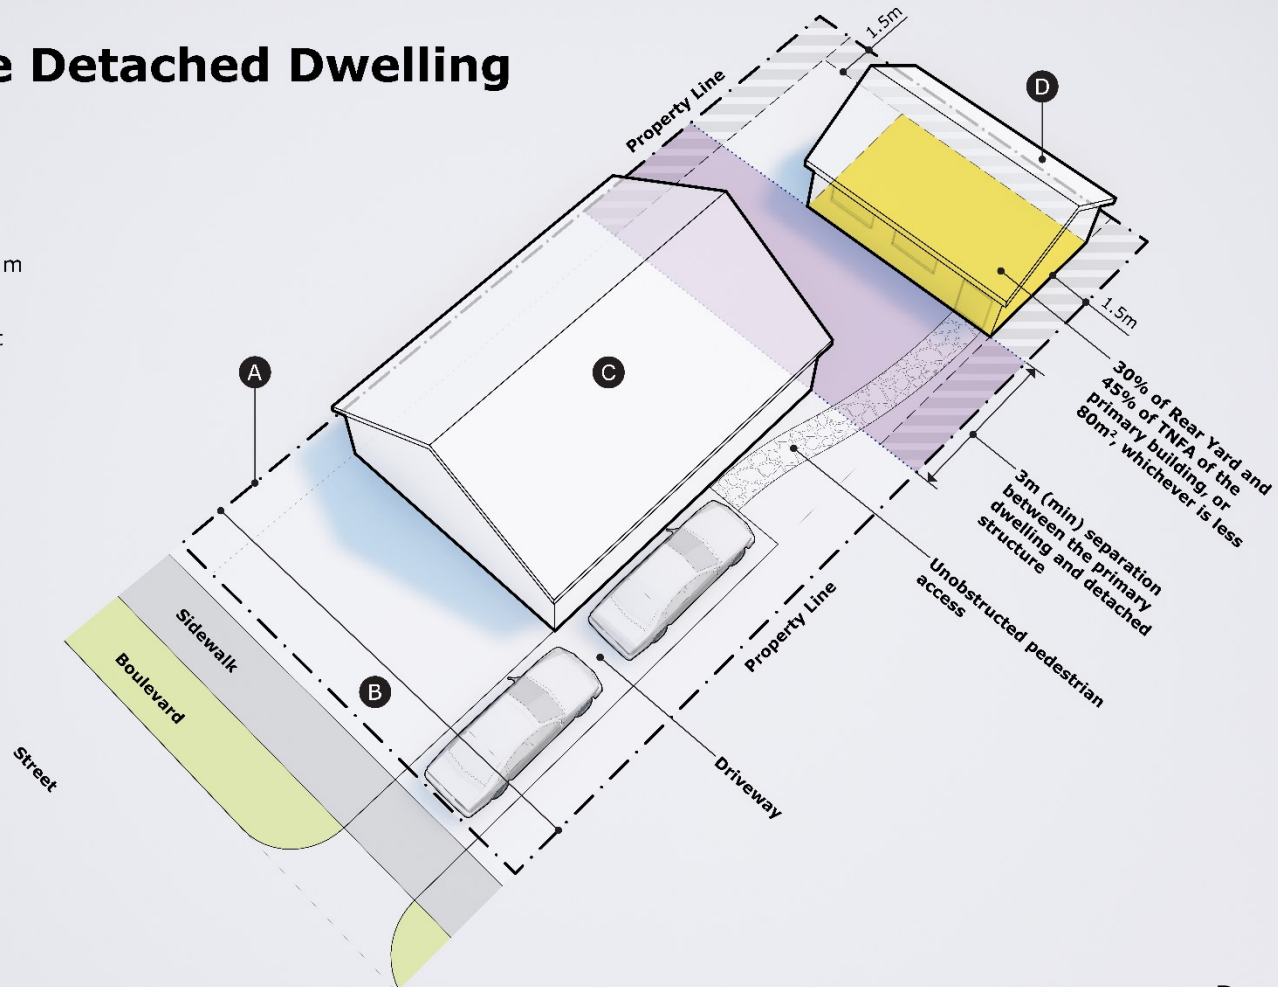 e Detached Dwelling
1.5m
Property Line
D
m
A
C
1.5m
30% of Rear Yard and
45% of TNFA of the
primary building, or
80m², whichever is less
3m (min) separation
between the primary
dwelling and detached
structure
Unobstructed pedestrian
access
Property Line
Sidewalk
B
Boulevard
Driveway
Street